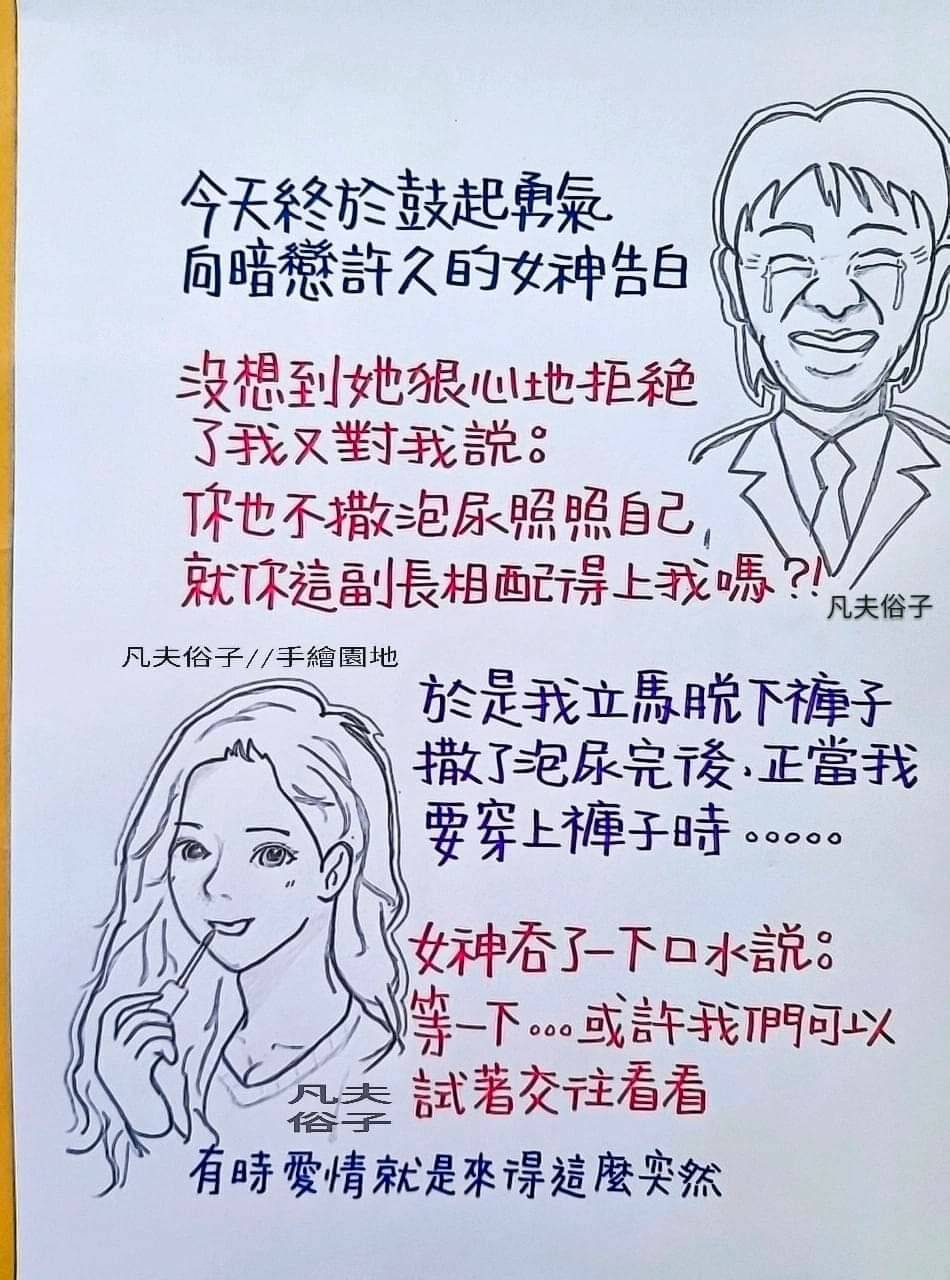 今天終於鼓起勇氣
向暗戀許久的女神告白
沒想到她狠心地拒絕
了我又對我說：
你也不撒泡尿照照自己，
就你這副長相配得上我嗎？！
凡夫俗子
凡夫俗子//手繪園地
於是我立馬脫下褲子
撒了泡尿完後，正當我
要穿上褲子時。。。。。
女神吞了一下口水說：
等一下。。。或許我們可以
試著交往看看
凡夫
俗子
有時愛情就是來得這麼突然